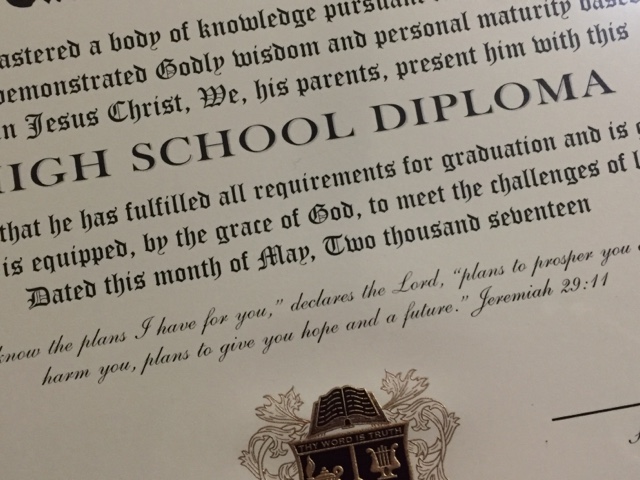 a body of knowledge
demonstrated Godly wisdom and personal maturity
in Jesus Christ, We, his parents, present him with this
HIGH SCHOOL DIPLOMA
that he has fulfilled all requirements for graduation and is
is equipped, by the grace of God, to meet the challenges of
Dated this month of May, Two thousand seventeen
know the plans I have for you," declares the Lord, "plans to prosper you
harm you, plans to give you hope and a future." Jeremiah 29:11
THY WORD IS TRUTH